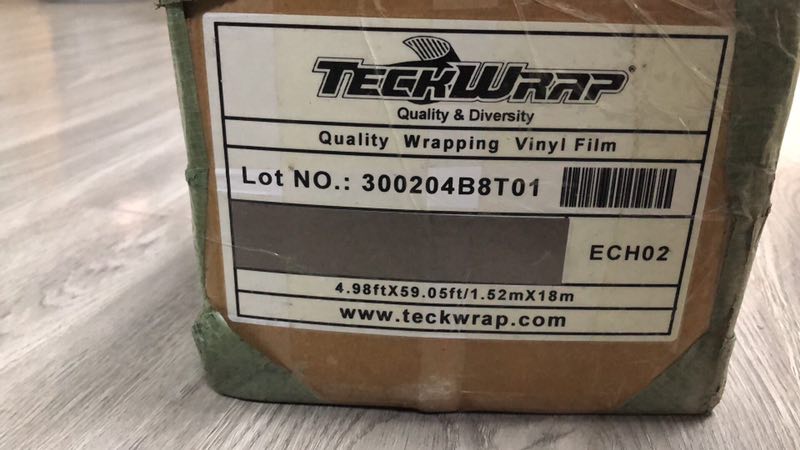 TECKWRAP®
Quality & Diversity
Quality Wrapping Vinyl Film
Lot NO.: 300204B8T01
ECH02
4.98ftX59.05ft/1.52mX18m
www.teckwrap.com